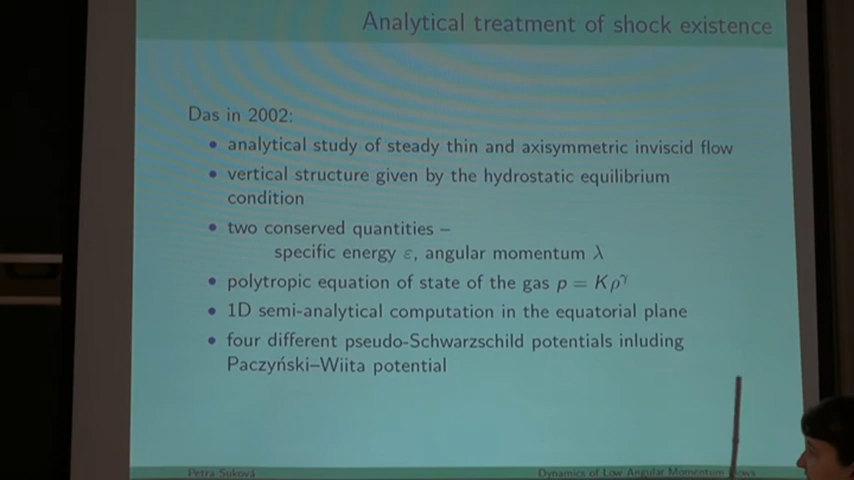 Analytical treatment of shock existence
Das in 2002:
• analytical study of steady thin and axisymmetric inviscid flow
• vertical structure given by the hydrostatic equilibrium
condition
• two conserved quantities –
specific energy ε, angular momentum λ
• polytropic equation of state of the gas p = Kρ^γ
• 1D semi-analytical computation in the equatorial plane
• four different pseudo-Schwarzschild potentials inluding
Paczyński–Wiita potential
Petra Suková
Dynamics of Low Angular Momentum Flows